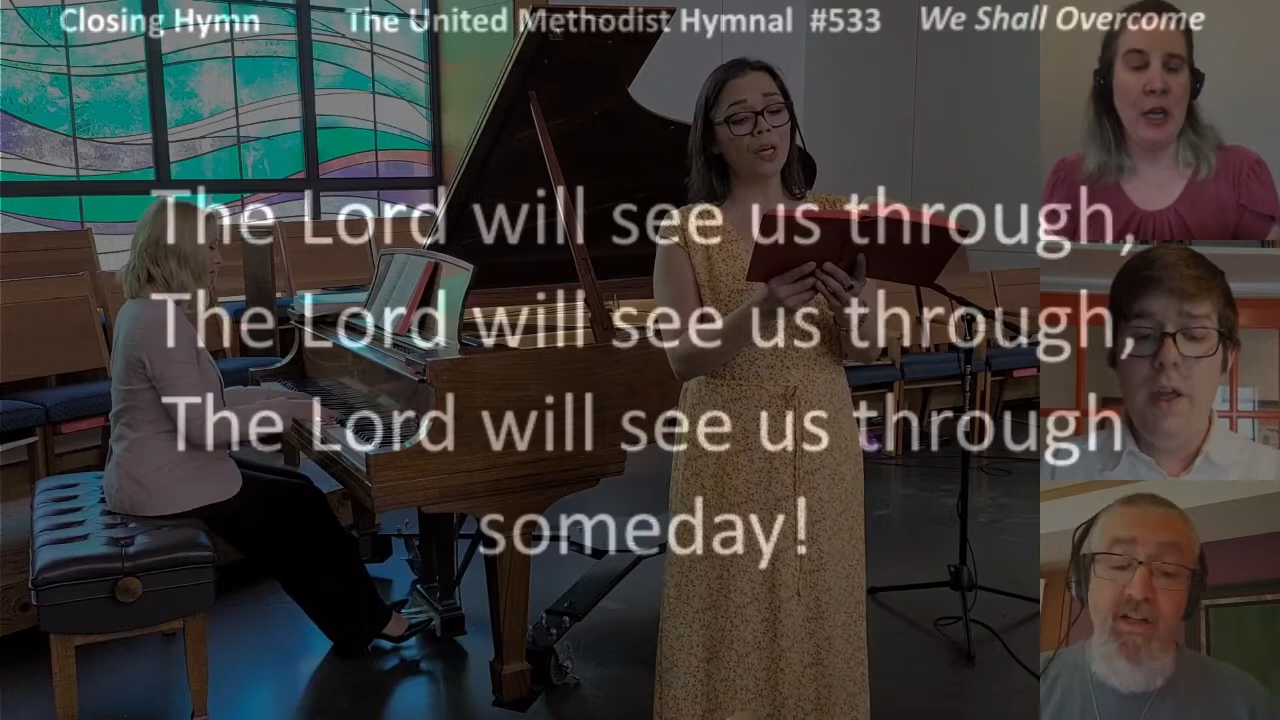 Closing Hymn The United Methodist Hymnal #533 We Shall Overcome
The Lord will see us through,
The Lord will see us through,
The Lord will see us through
someday!